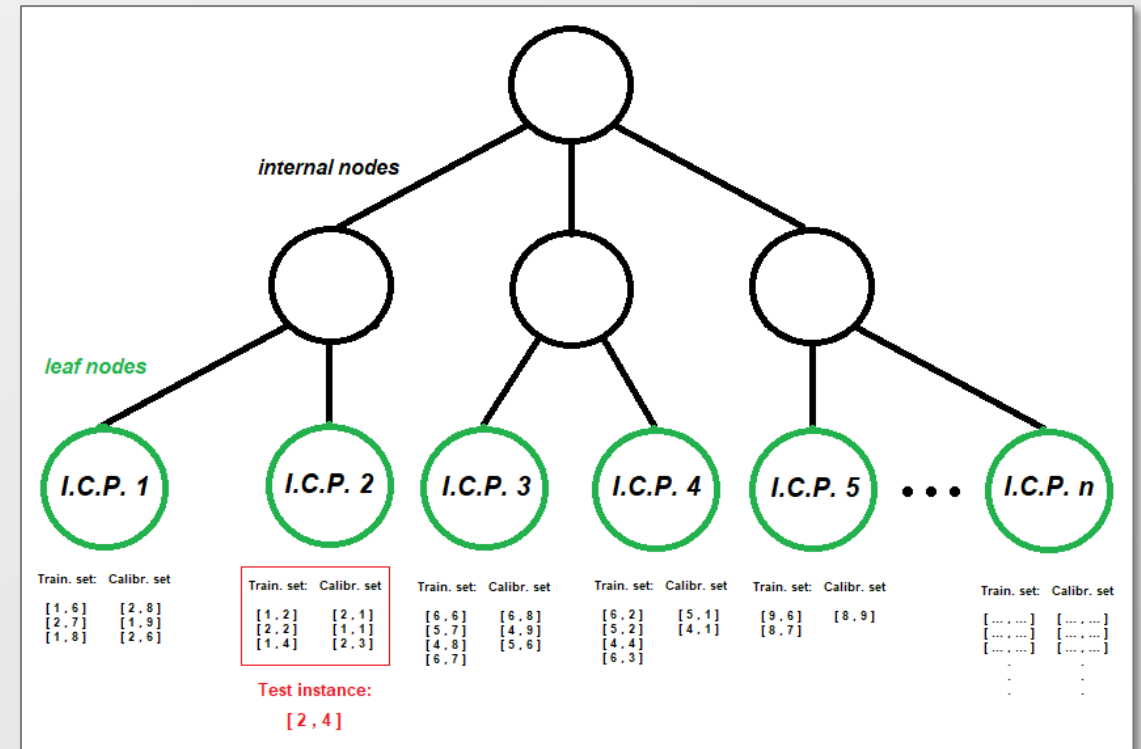 internal nodes
leaf nodes
I.C.P. 1
I.C.P. 2
I.C.P. 3
I.C.P. 4
I.C.P. 5
• • •
I.C.P. n
Train. set: Calibr. set
[ 1 , 6 ] [ 2 , 8 ]
[ 2 , 7 ] [ 1 , 9 ]
[ 1 , 8 ] [ 2 , 6 ]
Train. set: Calibr. set
[ 1 , 2 ] [ 2 , 1 ]
[ 2 , 2 ] [ 1 , 1 ]
[ 1 , 4 ] [ 2 , 3 ]
Test instance:
[ 2 , 4 ]
Train. set: Calibr. set
[ 6 , 6 ] [ 6 , 8 ]
[ 5 , 7 ] [ 4 , 9 ]
[ 4 , 8 ] [ 5 , 6 ]
[ 6 , 7 ]
Train. set: Calibr. set
[ 6 , 2 ] [ 5 , 1 ]
[ 5 , 2 ] [ 4 , 1 ]
[ 4 , 4 ]
[ 6 , 3 ]
Train. set: Calibr. set
[ 9 , 6 ] [ 8 , 9 ]
[ 8 , 7 ]
Train. set: Calibr. set
[ ... , ... ] [ ... , ... ]
[ ... , ... ] [ ... , ... ]
[ ... , ... ] [ ... , ... ]
. .
. .
. .